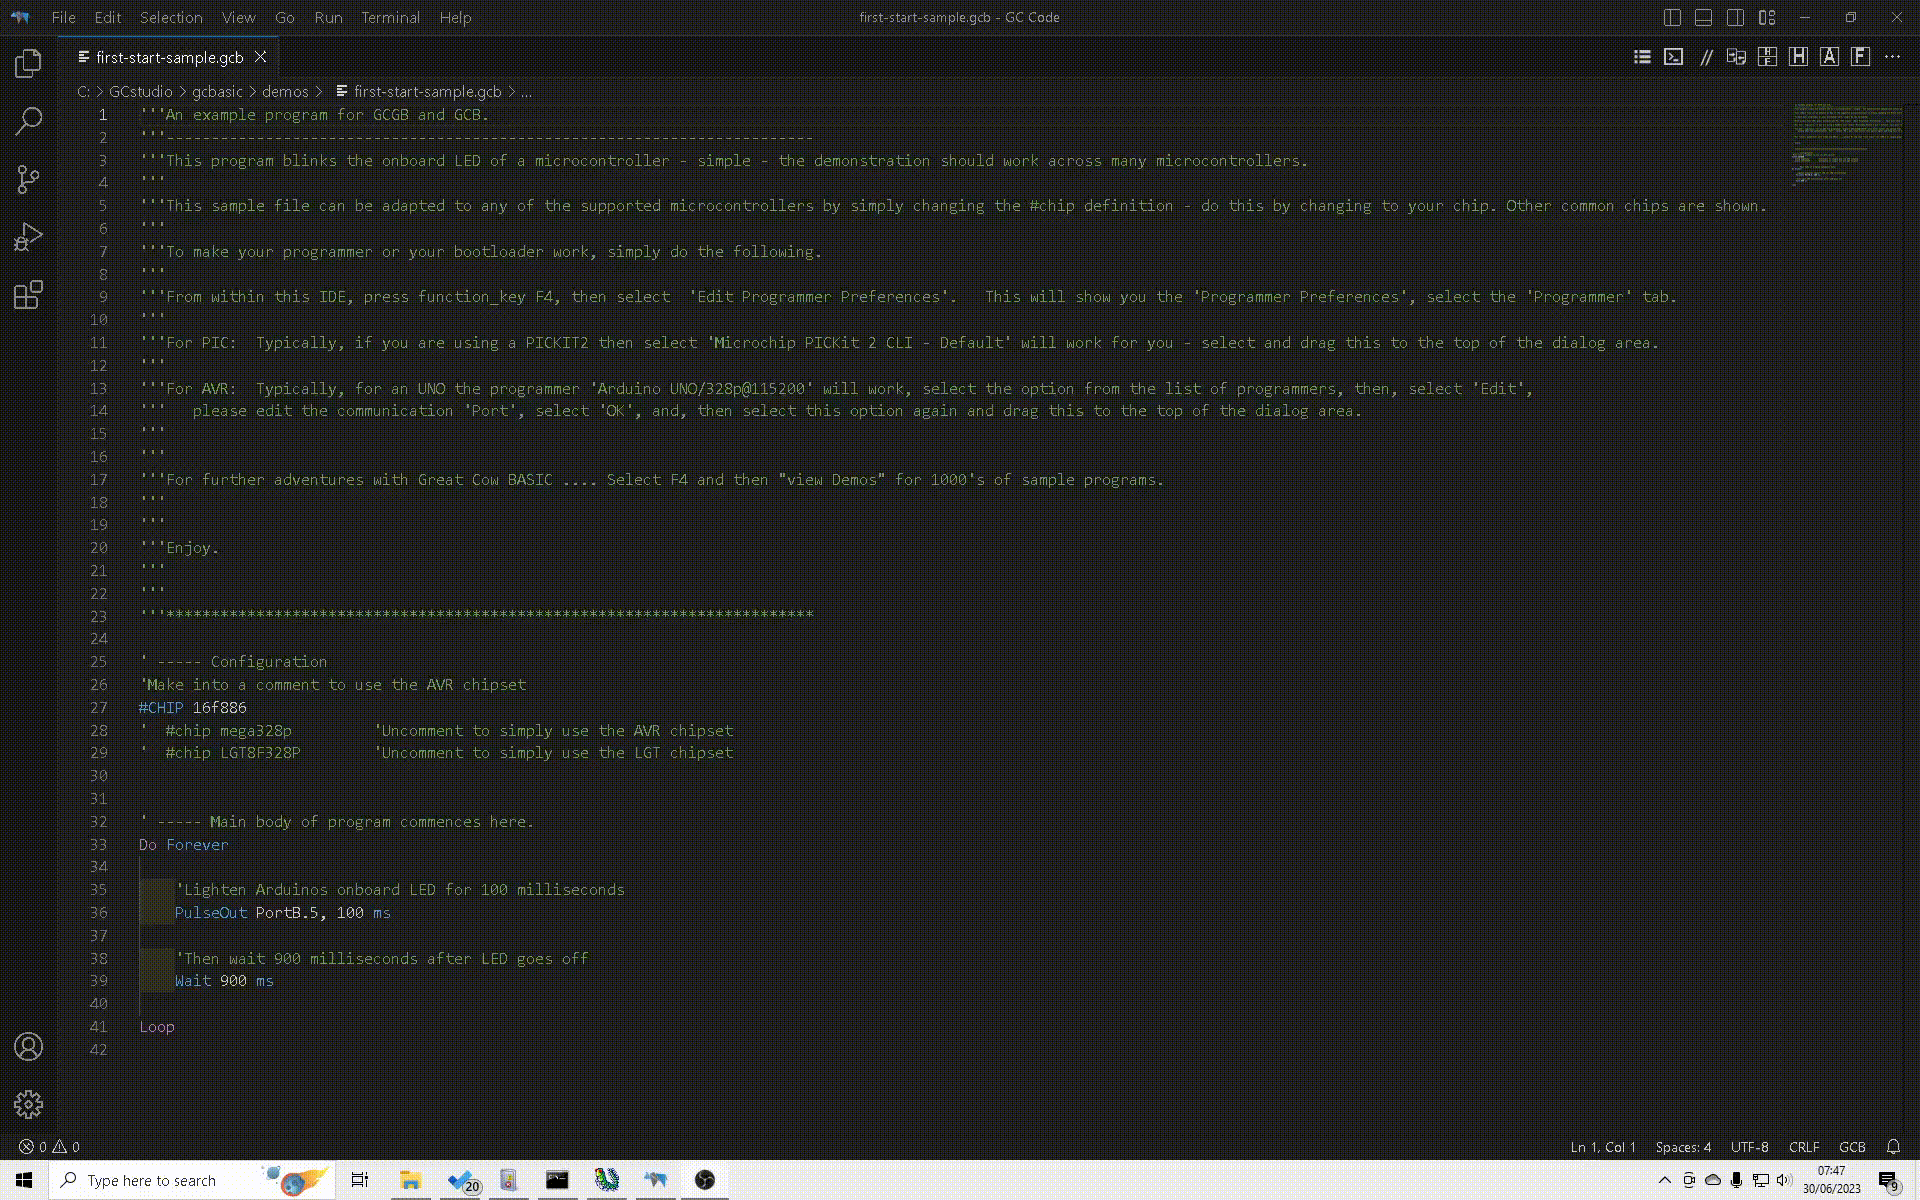 File Edit Selection View Go Run Terminal Help
first-start-sample.gcb - GC Code
first-start-sample.gcb
C: > GCstudio > gcbasic > demos > first-start-sample.gcb > ...
1 '''An example program for GCGB and GCB.
2 '''------------------------------------------------------------------------
3 '''This program blinks the onboard LED of a microcontroller - simple - the demonstration should work across many microcontrollers.
4 '''
5 '''This sample file can be adapted to any of the supported microcontrollers by simply changing the #chip definition - do this by changing to your chip. Other common chips are shown.
6 '''
7 '''To make your programmer or your bootloader work, simply do the following.
8 '''
9 '''From within this IDE, press function_key F4, then select  'Edit Programmer Preferences'.   This will show you the 'Programmer Preferences', select the 'Programmer' tab.
10 '''
11 '''For PIC:  Typically, if you are using a PICKIT2 then select 'Microchip PICKit 2 CLI - Default' will work for you - select and drag this to the top of the dialog area.
12 '''
13 '''For AVR:  Typically, for an UNO the programmer 'Arduino UNO/328p@115200' will work, select the option from the list of programmers, then, select 'Edit',
14 '''   please edit the communication 'Port', select 'OK', and, then select this option again and drag this to the top of the dialog area.
15 '''
16 '''
17 '''For further adventures with Great Cow BASIC .... Select F4 and then "view Demos" for 1000's of sample programs.
18 '''
19 '''
20 '''Enjoy.
21 '''
22 '''
23 '''************************************************************************
24
25 ' ----- Configuration
26 'Make into a comment to use the AVR chipset
27 #CHIP 16f886
28 '  #chip mega328p         'Uncomment to simply use the AVR chipset
29 '  #chip LGT8F328P        'Uncomment to simply use the LGT chipset
30
31
32 ' ----- Main body of program commences here.
33 Do Forever
34
35     'Lighten Arduinos onboard LED for 100 milliseconds
36     PulseOut PortB.5, 100 ms
37
38     'Then wait 900 milliseconds after LED goes off
39     Wait 900 ms
40
41 Loop
42
0 0
Ln 1, Col 1 Spaces: 4 UTF-8 CRLF GCB
Type here to search
20
07:47
30/06/2023
9